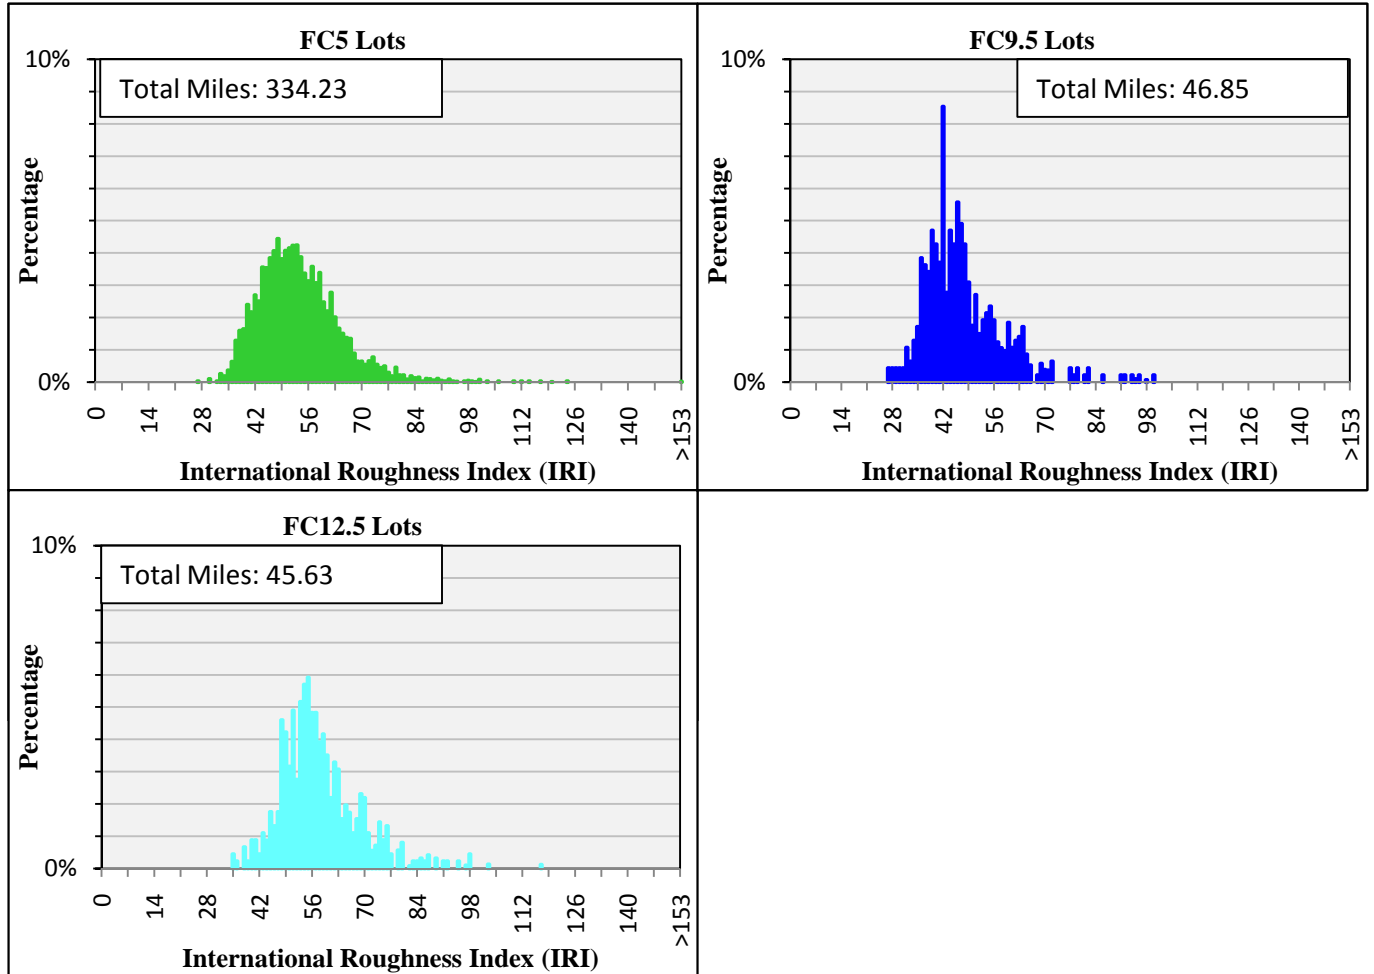 FC5 Lots
10%
Total Miles: 334.23
Percentage
0%
0 14 28 42 56 70 84 98 112 126 140 >153
International Roughness Index (IRI)
FC9.5 Lots
10%
Total Miles: 46.85
Percentage
0%
0 14 28 42 56 70 84 98 112 126 140 >153
International Roughness Index (IRI)
FC12.5 Lots
10%
Total Miles: 45.63
Percentage
0%
0 14 28 42 56 70 84 98 112 126 140 >153
International Roughness Index (IRI)